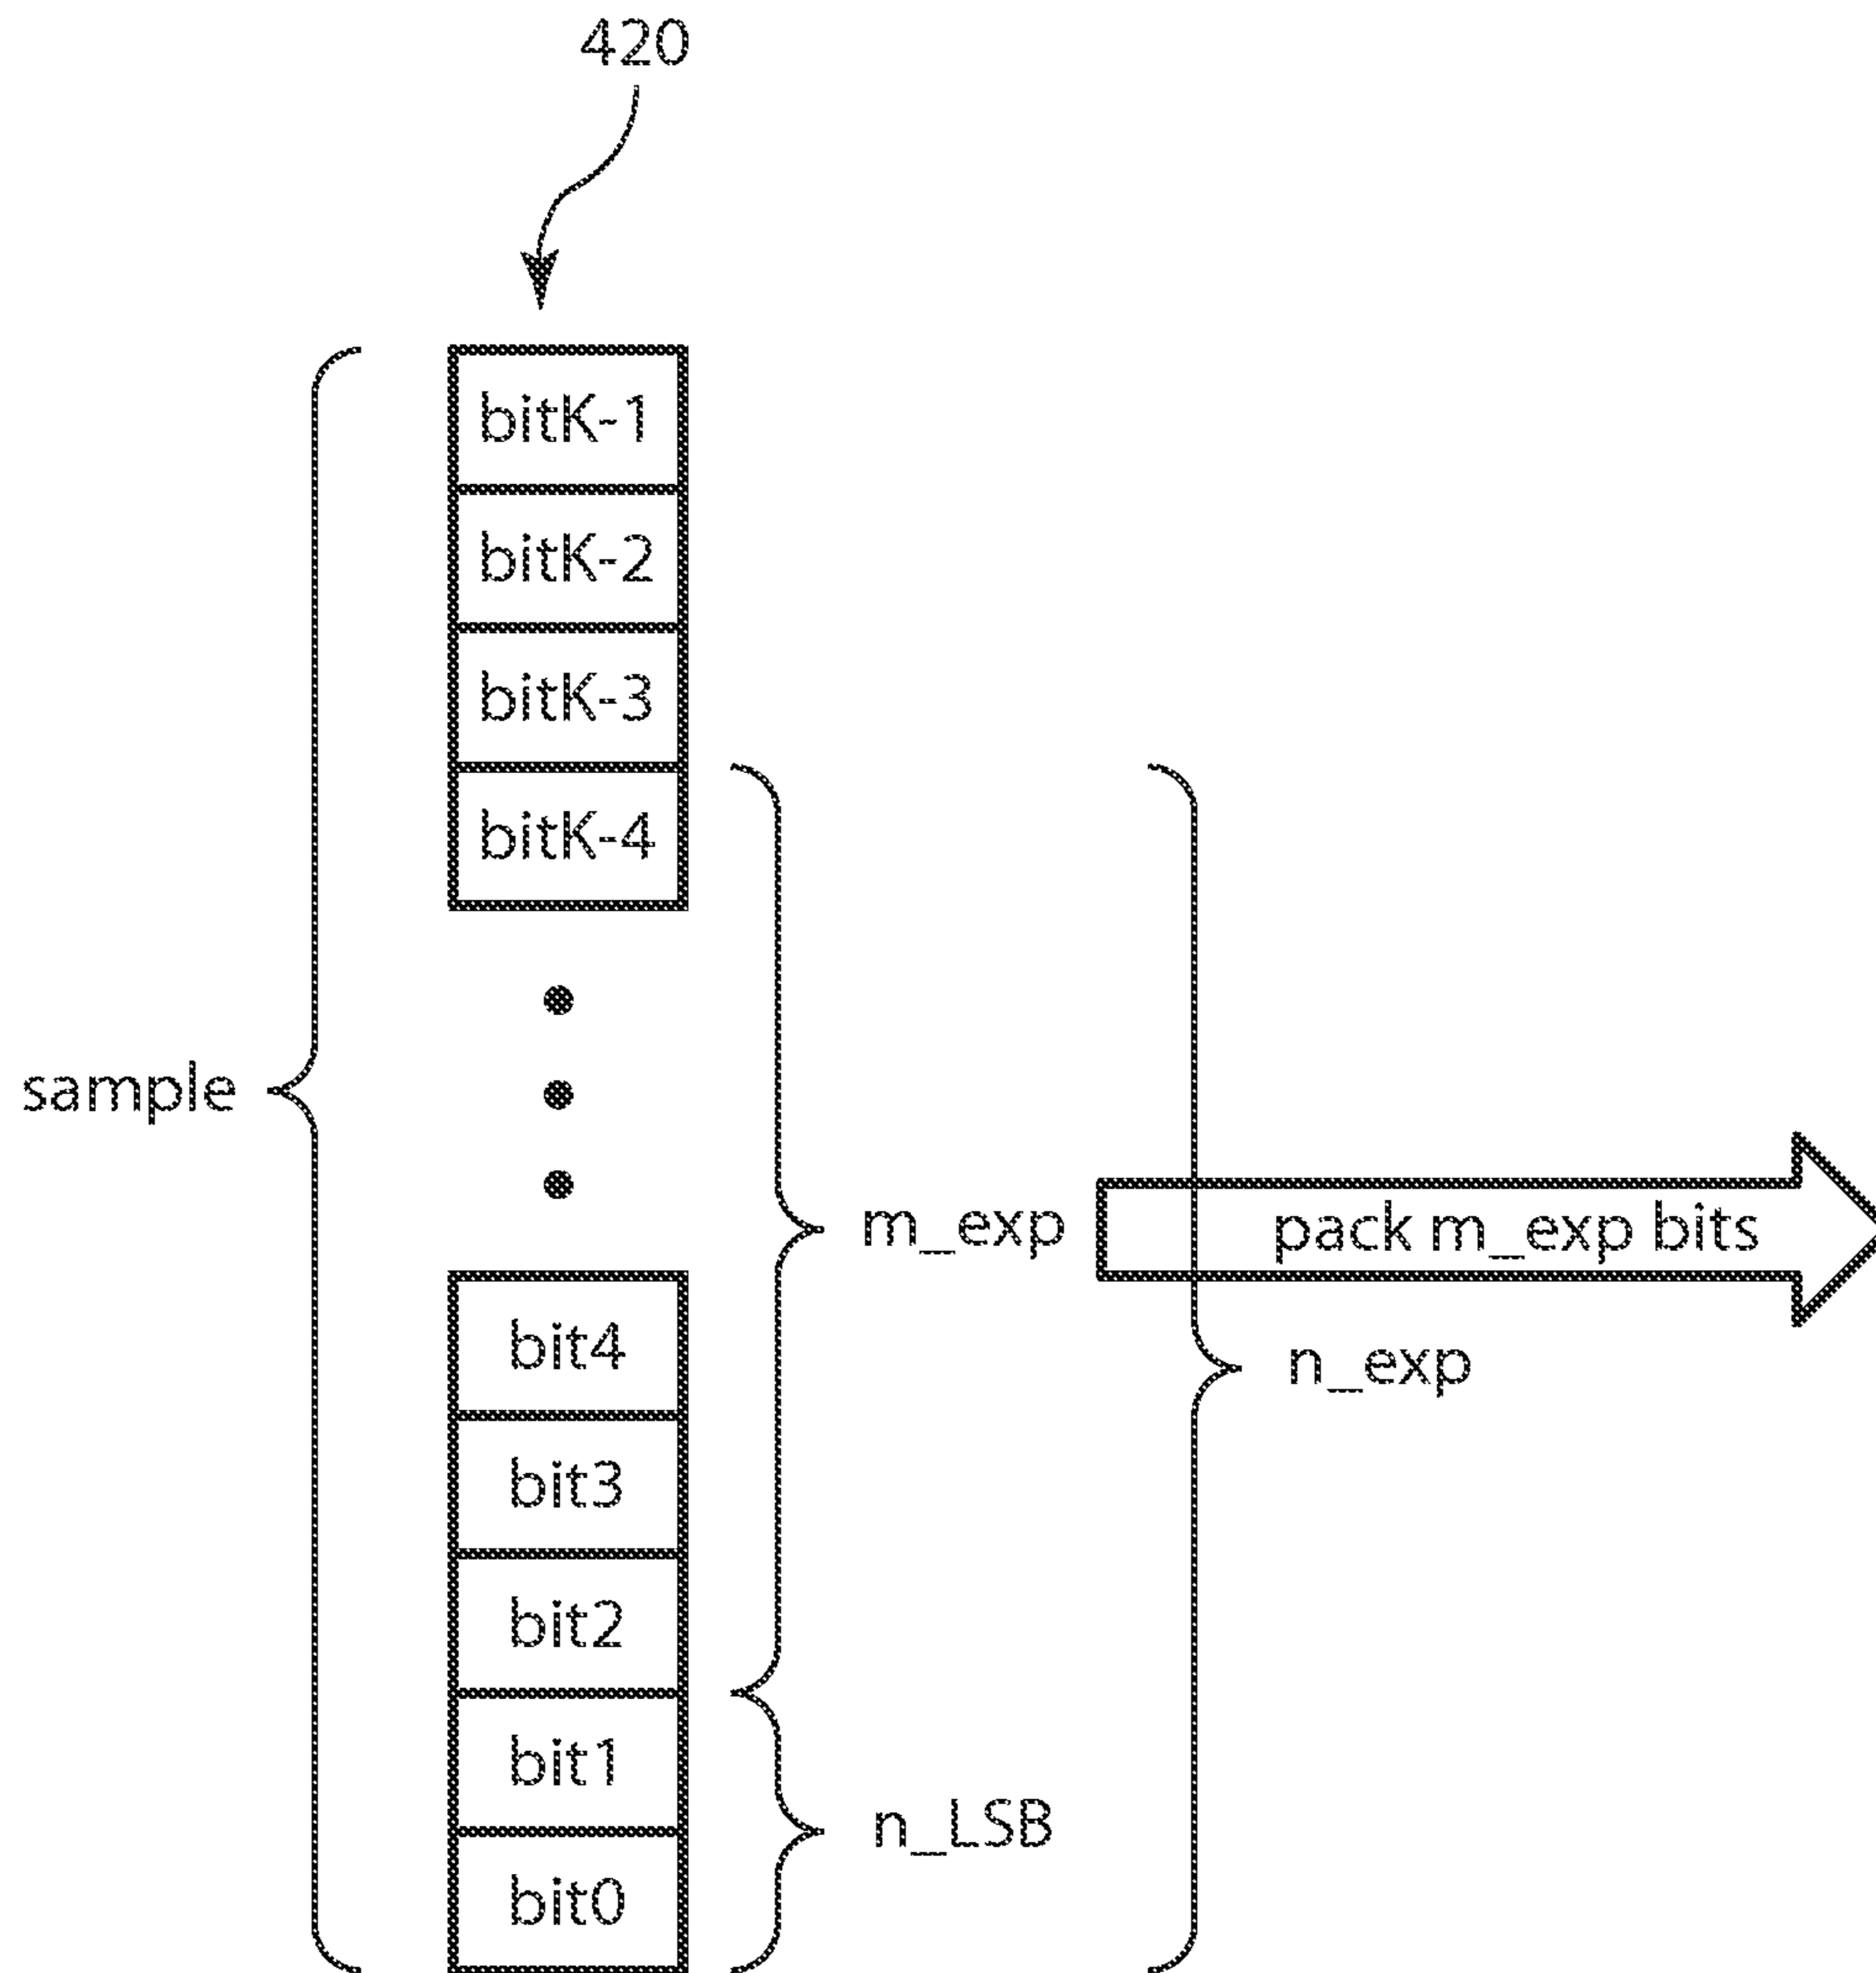 420
bitK-1
bitK-2
bitK-3
bitK-4
sample
m_exp
pack m_exp bits
bit4
n_exp
bit3
bit2
bit1
n_LSB
bit0